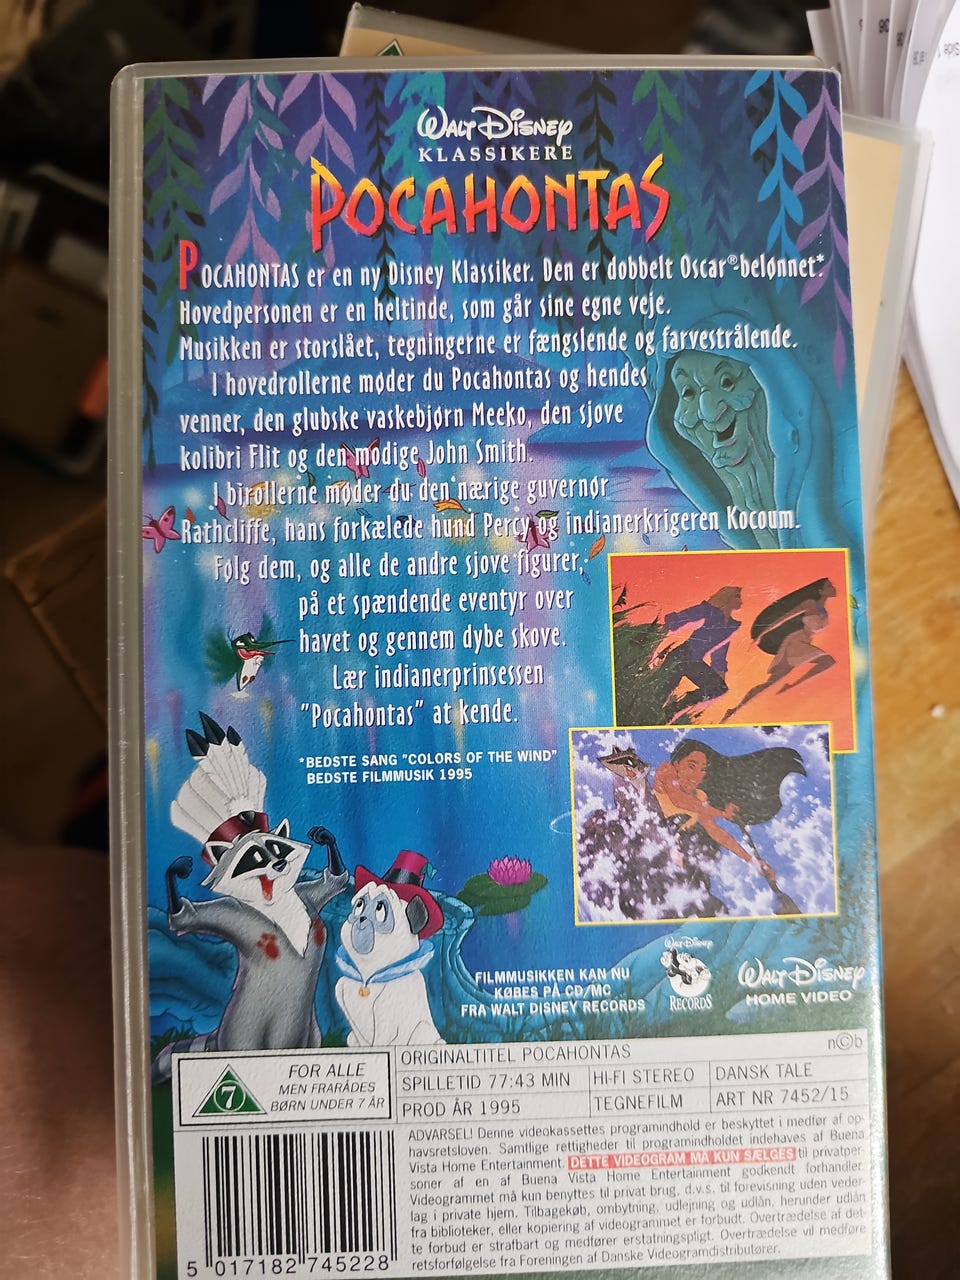 WALT DISNEY
KLASSIKERE
POCAHONTAS
POCAHONTAS er en ny Disney Klassiker. Den er dobbelt Oscar®-belønnet*.
Hovedpersonen er en heltinde, som går sine egne veje.
Musikken er storslået, tegningerne er fængslende og farvestrålende.
I hovedrollerne møder du Pocahontas og hendes
venner, den glubske vaskebjørn Meeko, den sjove
kolibri Flit og den modige John Smith.
I birollerne møder du den nærige guvernør
Rathcliffe, hans forkælede hund Percy og indianerkrigeren Kocoum.
Følg dem, og alle de andre sjove figurer,
på et spændende eventyr over
havet og gennem dybe skove.
Lær indianerprinsessen
"Pocahontas" at kende.
*BEDSTE SANG "COLORS OF THE WIND"
BEDSTE FILMMUSIK 1995
FILMMUSIKKEN KAN NU
KØBES PÅ CD/MC
FRA WALT DISNEY RECORDS
Walt Disney
RECORDS
WALT DISNEY
HOME VIDEO
n©b
7
FOR ALLE
MEN FRARÅDES
BØRN UNDER 7 ÅR
ORIGINALTITEL POCAHONTAS
SPILLETID 77:43 MIN HI-FI STEREO DANSK TALE
PROD ÅR 1995 TEGNEFILM ART NR 7452/15
ADVARSEL! Denne videokassettes programindhold er beskyttet i medfør af op-
havsretsloven. Samtlige rettigheder til programindholdet indehaves af Buena
Vista Home Entertainment. DETTE VIDEOGRAM MÅ KUN SÆLGES til privatper-
soner af en af Buena Vista Home Entertainment godkendt forhandler.
Videogrammet må kun benyttes til privat brug, d.v.s. til forevisning uden veder-
lag i private hjem. Tilbagekøb, ombytning, udlejning og udlån, herunder udlån
fra biblioteker, eller kopiering af videogrammet er forbudt. Overtrædelse af det-
te forbud er strafbart og medfører erstatningspligt. Overtrædelse vil medføre
retsforfølgelse fra Foreningen af Danske Videogramdistributører.
5 017182 745228